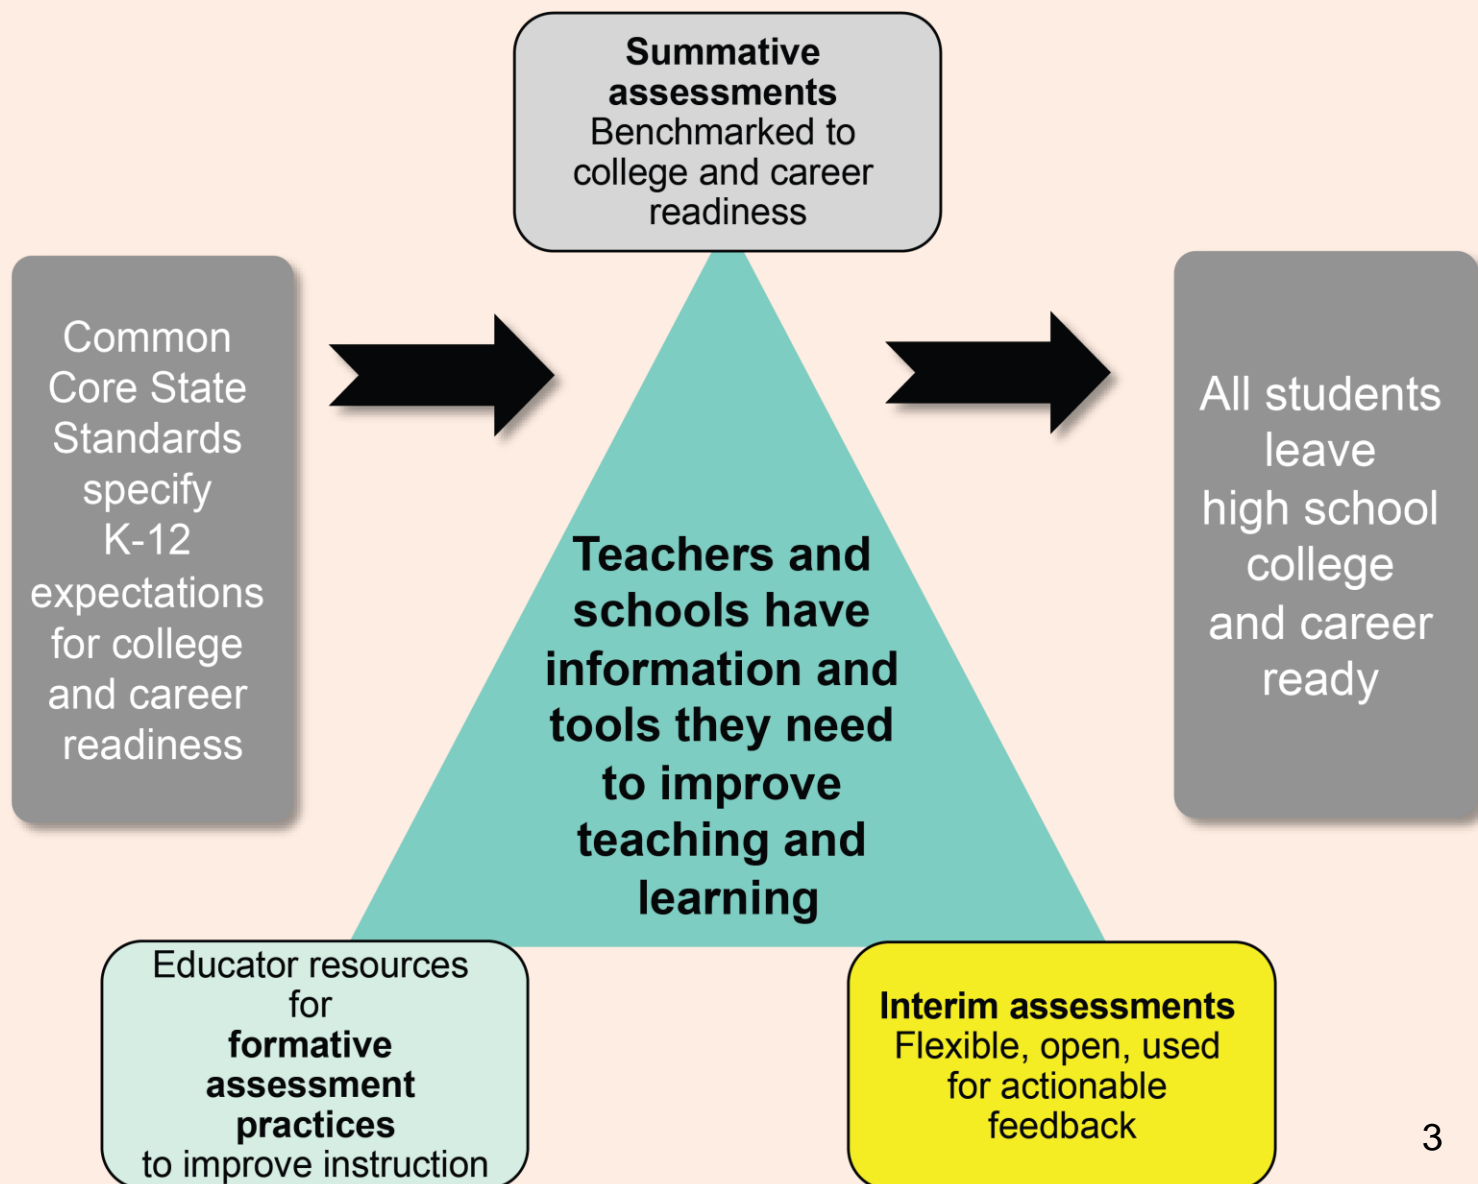 Summative
assessments
Benchmarked to
college and career
readiness
Common
Core State
Standards
specify
K-12
expectations
for college
and career
readiness
Teachers and
schools have
information and
tools they need
to improve
teaching and
learning
All students
leave
high school
college
and career
ready
Educator resources
for
formative
assessment
practices
to improve instruction
Interim assessments
Flexible, open, used
for actionable
feedback
3